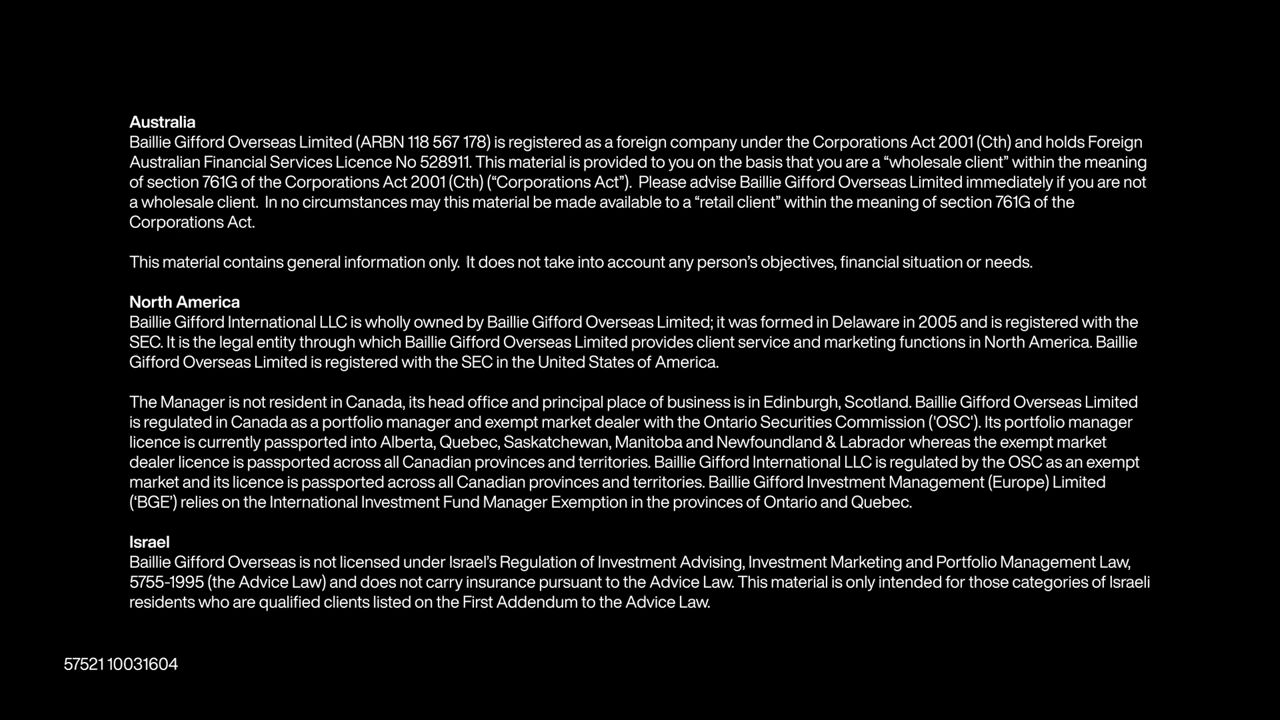 Australia
Baillie Gifford Overseas Limited (ARBN 118 567 178) is registered as a foreign company under the Corporations Act 2001 (Cth) and holds Foreign
Australian Financial Services Licence No 528911. This material is provided to you on the basis that you are a “wholesale client” within the meaning
of section 761G of the Corporations Act 2001 (Cth) (“Corporations Act”).  Please advise Baillie Gifford Overseas Limited immediately if you are not
a wholesale client.  In no circumstances may this material be made available to a “retail client” within the meaning of section 761G of the
Corporations Act.
This material contains general information only.  It does not take into account any person’s objectives, financial situation or needs.
North America
Baillie Gifford International LLC is wholly owned by Baillie Gifford Overseas Limited; it was formed in Delaware in 2005 and is registered with the
SEC. It is the legal entity through which Baillie Gifford Overseas Limited provides client service and marketing functions in North America. Baillie
Gifford Overseas Limited is registered with the SEC in the United States of America.
The Manager is not resident in Canada, its head office and principal place of business is in Edinburgh, Scotland. Baillie Gifford Overseas Limited
is regulated in Canada as a portfolio manager and exempt market dealer with the Ontario Securities Commission ('OSC'). Its portfolio manager
licence is currently passported into Alberta, Quebec, Saskatchewan, Manitoba and Newfoundland & Labrador whereas the exempt market
dealer licence is passported across all Canadian provinces and territories. Baillie Gifford International LLC is regulated by the OSC as an exempt
market and its licence is passported across all Canadian provinces and territories. Baillie Gifford Investment Management (Europe) Limited
(‘BGE’) relies on the International Investment Fund Manager Exemption in the provinces of Ontario and Quebec.
Israel
Baillie Gifford Overseas is not licensed under Israel’s Regulation of Investment Advising, Investment Marketing and Portfolio Management Law,
5755-1995 (the Advice Law) and does not carry insurance pursuant to the Advice Law. This material is only intended for those categories of Israeli
residents who are qualified clients listed on the First Addendum to the Advice Law.
57521 10031604